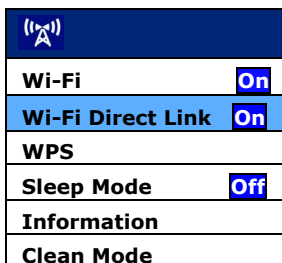 Wi-Fi On
Wi-Fi Direct Link On
WPS
Sleep Mode Off
Information
Clean Mode